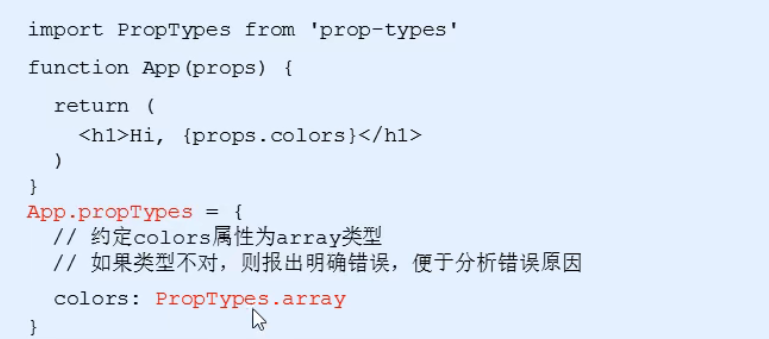 import PropTypes from 'prop-types'
function App(props) {
return (
<h1>Hi, {props.colors}</h1>
)
}
App.propTypes = {
// 约定colors属性为array类型
// 如果类型不对，则报出明确错误，便于分析错误原因
colors: PropTypes.array
}